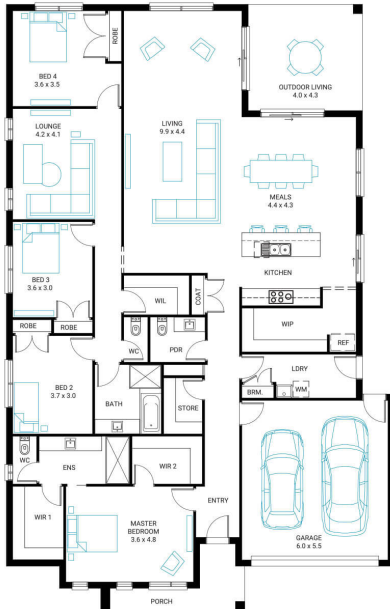 ROBE
BED 4
3.6 x 3.5
OUTDOOR LIVING
4.0 x 4.3
LOUNGE
4.2 x 4.1
LIVING
9.9 x 4.4
MEALS
4.4 x 4.3
BED 3
3.6 x 3.0
KITCHEN
WIL
COAT
ROBE
ROBE
WC
PDR
WIP
REF
BED 2
3.7 x 3.0
BATH
STORE
LDRY
BRM.
WM
WC
ENS
WIR 2
WIR 1
MASTER
BEDROOM
3.6 x 4.8
ENTRY
GARAGE
6.0 x 5.5
PORCH